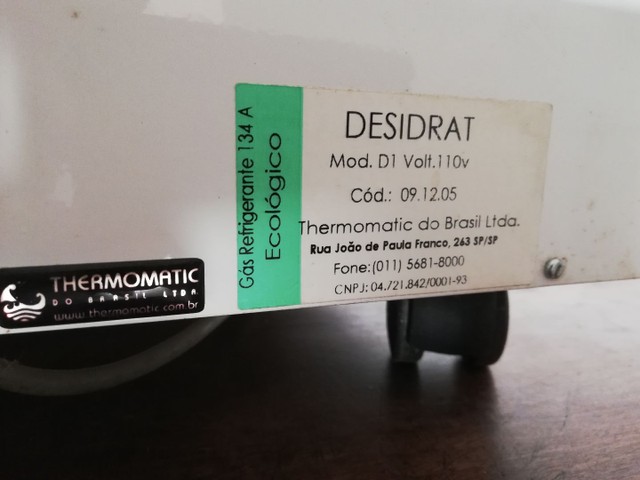 Gás Refrigerante 134 A
Ecológico
DESIDRAT
Mod. D1 Volt.110v
Cód.: 09.12.05
Thermomatic do Brasil Ltda.
Rua João de Paula Franco, 263 SP/SP
Fone:(011) 5681-8000
CNPJ: 04.721.842/0001-93
THERMOMATIC
DO BRASIL LTDA.
www.thermomatic.com.br